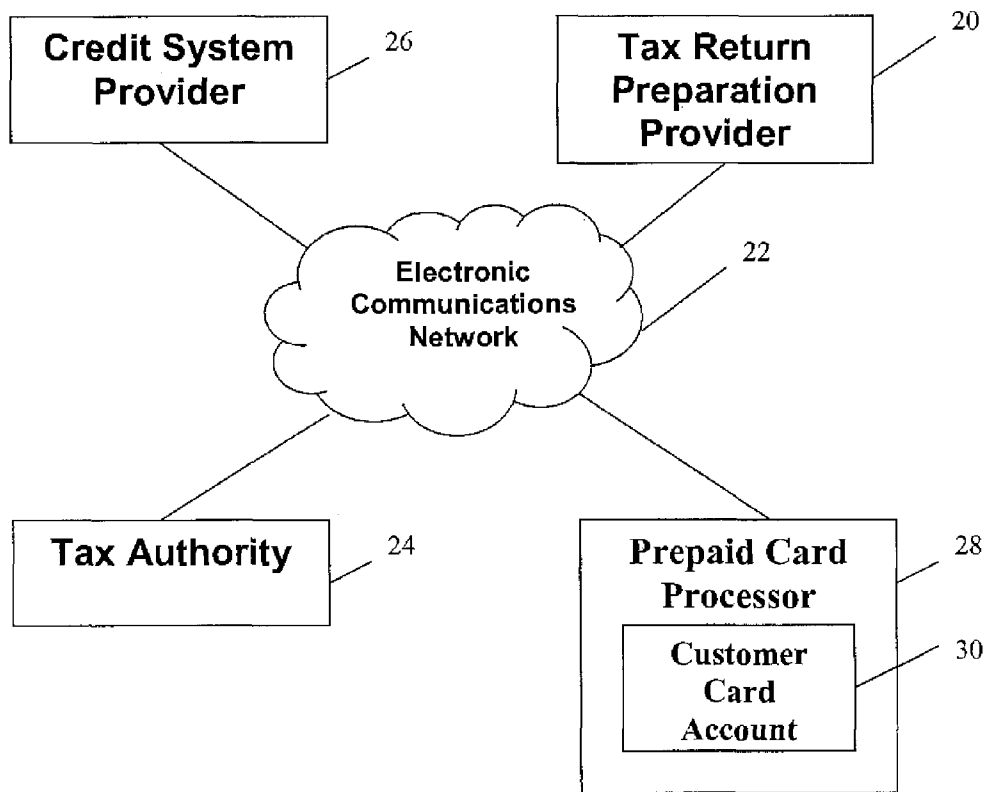 Credit System
Provider
26
Tax Return
Preparation
Provider
20
Electronic
Communications
Network
22
Tax Authority
24
Prepaid Card
Processor
28
Customer
Card
Account
30